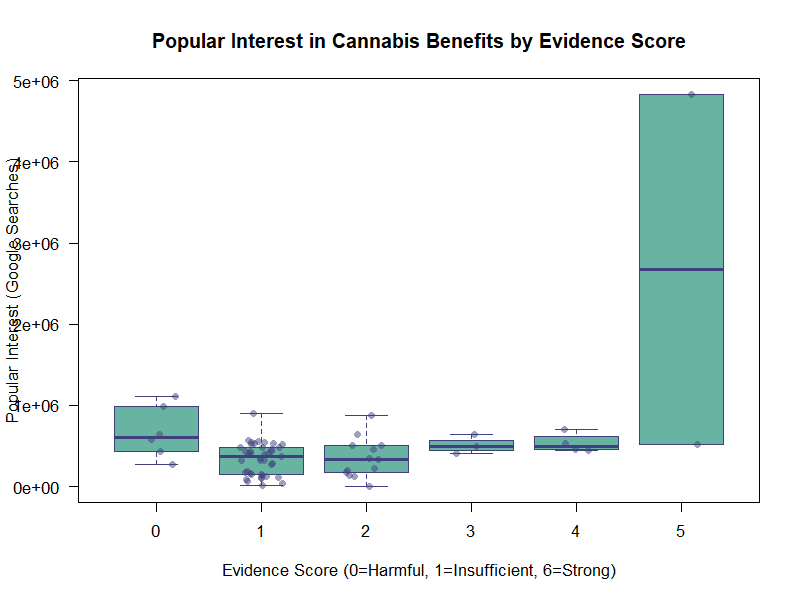 Popular Interest in Cannabis Benefits by Evidence Score
Popular Interest (Google Searches)
5e+06
4e+06
3e+06
2e+06
1e+06
0e+00
0 1 2 3 4 5
Evidence Score (0=Harmful, 1=Insufficient, 6=Strong)